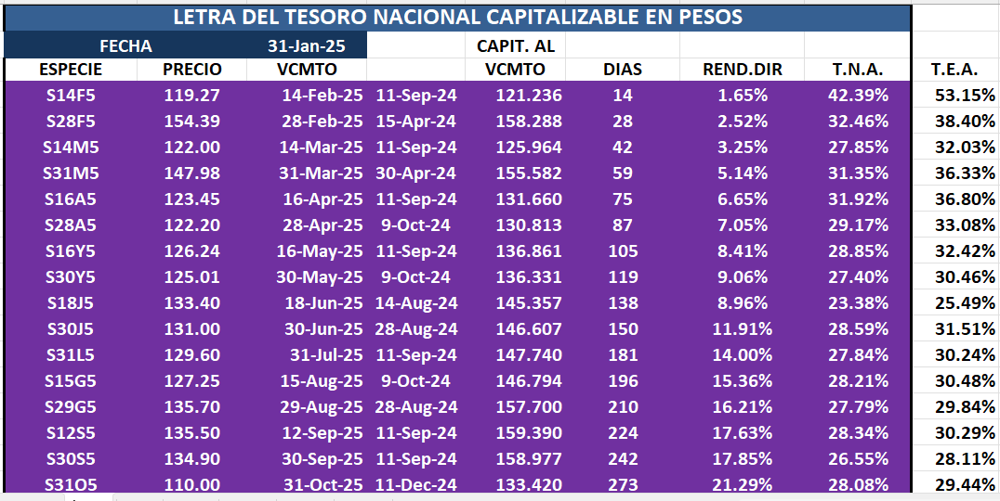 LETRA DEL TESORO NACIONAL CAPITALIZABLE EN PESOS
FECHA 31-Jan-25 CAPIT. AL
ESPECIE PRECIO VCMTO VCMTO DIAS REND.DIR T.N.A. T.E.A.
S14F5 119.27 14-Feb-25 11-Sep-24 121.236 14 1.65% 42.39% 53.15%
S28F5 154.39 28-Feb-25 15-Apr-24 158.288 28 2.52% 32.46% 38.40%
S14M5 122.00 14-Mar-25 11-Sep-24 125.964 42 3.25% 27.85% 32.03%
S31M5 147.98 31-Mar-25 30-Apr-24 155.582 59 5.14% 31.35% 36.33%
S16A5 123.45 16-Apr-25 11-Sep-24 131.660 75 6.65% 31.92% 36.80%
S28A5 122.20 28-Apr-25 9-Oct-24 130.813 87 7.05% 29.17% 33.08%
S16Y5 126.24 16-May-25 11-Sep-24 136.861 105 8.41% 28.85% 32.42%
S30Y5 125.01 30-May-25 9-Oct-24 136.331 119 9.06% 27.40% 30.46%
S18J5 133.40 18-Jun-25 14-Aug-24 145.357 138 8.96% 23.38% 25.49%
S30J5 131.00 30-Jun-25 28-Aug-24 146.607 150 11.91% 28.59% 31.51%
S31L5 129.60 31-Jul-25 11-Sep-24 147.740 181 14.00% 27.84% 30.24%
S15G5 127.25 15-Aug-25 9-Oct-24 146.794 196 15.36% 28.21% 30.48%
S29G5 135.70 29-Aug-25 28-Aug-24 157.700 210 16.21% 27.79% 29.84%
S12S5 135.50 12-Sep-25 11-Sep-24 159.390 224 17.63% 28.34% 30.29%
S30S5 134.90 30-Sep-25 11-Sep-24 158.977 242 17.85% 26.55% 28.11%
S31O5 110.00 31-Oct-25 11-Dec-24 133.420 273 21.29% 28.08% 29.44%